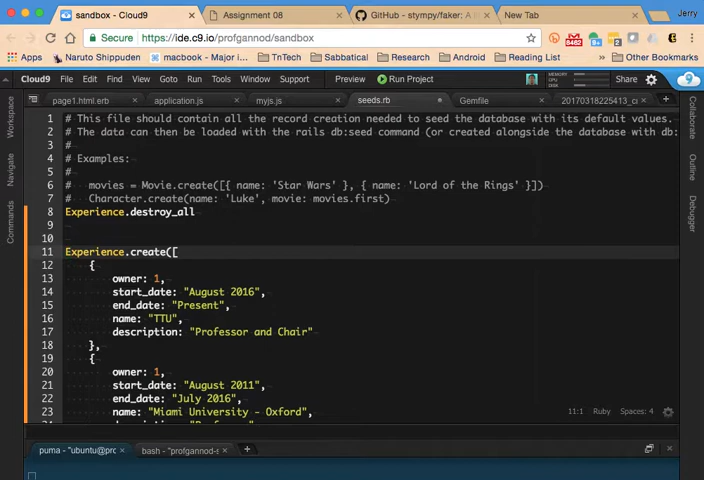 sandbox - Cloud9
Assignment 08
GitHub - stympy/faker: A
New Tab
Jerry
Secure
https://ide.c9.io/profgannod/sandbox
8462
Apps
Naruto Shippuden
macbook - Major i...
TnTech
Sabbatical
Research
Android
Reading List
»
Other Bookmarks
Cloud9
File
Edit
Find
View
Goto
Run
Tools
Window
Support
Preview
Run Project
MEMORY
CPU
DISK
Share
page1.html.erb
application.js
myjs.js
seeds.rb
Gemfile
20170318225413_c
Workspace
Navigate
Commands
Collaborate
Outline
Debugger
1 # This file should contain all the record creation needed to seed the database with its default values.
2 # The data can then be loaded with the rails db:seed command (or created alongside the database with db:
3 #
4 # Examples:
5 #
6 #   movies = Movie.create([{ name: 'Star Wars' }, { name: 'Lord of the Rings' }])
7 #   Character.create(name: 'Luke', movie: movies.first)
8 Experience.destroy_all
9
10
11 Experience.create([
12 {
13 owner: 1,
14 start_date: "August 2016",
15 end_date: "Present",
16 name: "TTU",
17 description: "Professor and Chair"
18 },
19 {
20 owner: 1,
21 start_date: "August 2011",
22 end_date: "July 2016",
23 name: "Miami University - Oxford",
11:1
Ruby
Spaces: 4
puma - "ubuntu@prc
bash - "profgannod-s